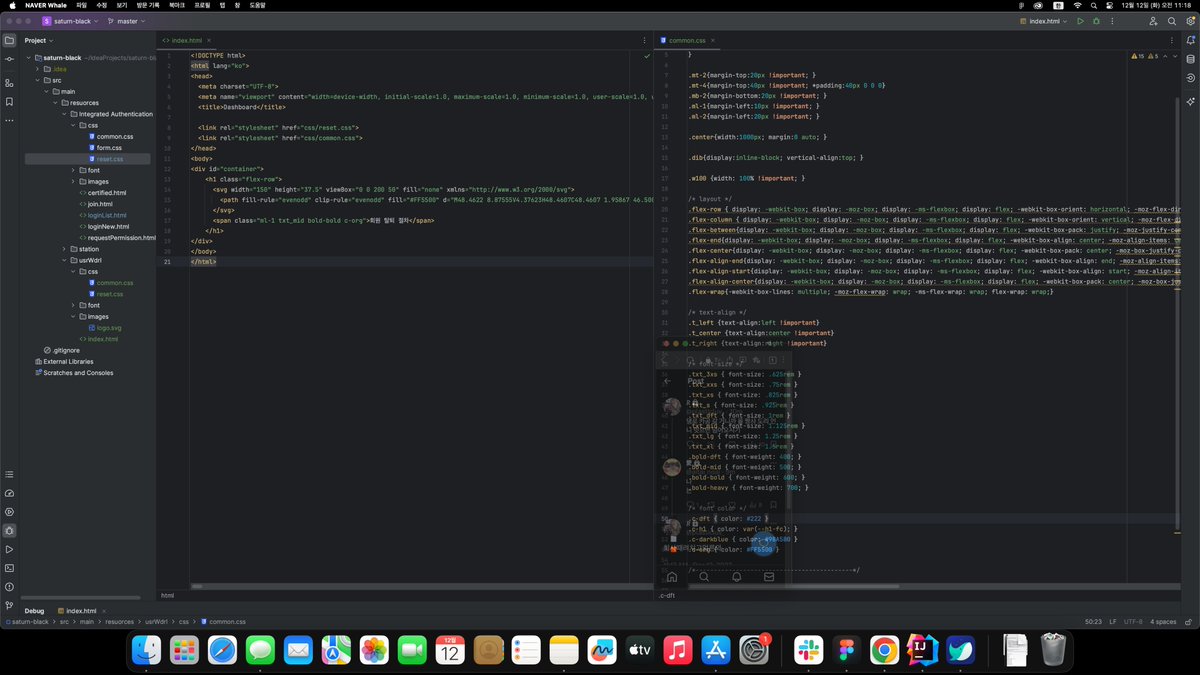 NAVER Whale 파일 수정 보기 방문 기록 북마크 프로필 탭 창 도움말
12월 12일 (화) 오전 11:18
S saturn-black master
index.html
Project
saturn-black ~/IdeaProjects/saturn-bl
.idea
src
main
resuorces
Integrated Authentication
css
common.css
form.css
reset.css
font
images
certified.html
join.html
loginList.html
loginNew.html
requestPermission.html
station
usrWdrl
css
common.css
reset.css
font
images
logo.svg
index.html
.gitignore
External Libraries
Scratches and Consoles
index.html
1 <!DOCTYPE html>
2 <html lang="ko">
3 <head>
4 <meta charset="UTF-8">
5 <meta name="viewport" content="width=device-width, initial-scale=1.0, maximum-scale=1.0, minimum-scale=1.0, user-scale=1.0,
6 <title>Dashboard</title>
7
8 <link rel="stylesheet" href="css/reset.css">
9 <link rel="stylesheet" href="css/common.css">
10 </head>
11 <body>
12 <div id="container">
13 <h1 class="flex-row">
14 <svg width="150" height="37.5" viewBox="0 0 200 50" fill="none" xmlns="http://www.w3.org/2000/svg">
15 <path fill-rule="evenodd" clip-rule="evenodd" fill="#FF5500" d="M48.4622 8.87555V4.37623H48.4607C48.4607 1.95867 46.500
16 </svg>
17 <span class="ml-1 txt_mid bold-bold c-org">회원 탈퇴 절차</span>
18 </h1>
19 </div>
20 </body>
21 </html>
html
common.css
15 5
5 }
6
7 .mt-2{margin-top:20px !important; }
8 .mt-4{margin-top:40px !important; *padding:40px 0 0 0}
9 .mb-2{margin-bottom:20px !important; }
10 .ml-1{margin-left:10px !important; }
11 .ml-2{margin-left:20px !important; }
12
13 .center{width:1000px; margin:0 auto; }
14
15 .dib{display:inline-block; vertical-align:top; }
16
17 .w100 {width: 100% !important; }
18
19 /* layout */
20 .flex-row { display: -webkit-box; display: -moz-box; display: -ms-flexbox; display: flex; -webkit-box-orient: horizontal; -moz-flex-dir
21 .flex-column { display: -webkit-box; display: -moz-box; display: -ms-flexbox; display: flex; -webkit-box-orient: vertical; -moz-flex-di
22 .flex-between{display: -webkit-box; display: -moz-box; display: -ms-flexbox; display: flex; -webkit-box-pack: justify; -moz-justify-con
23 .flex-end{display: -webkit-box; display: -moz-box; display: -ms-flexbox; display: flex; -webkit-box-align: center; -moz-align-items:
24 .flex-center{display: -webkit-box; display: -moz-box; display: -ms-flexbox; display: flex; -webkit-box-pack: center; -moz-box-justify-c
25 .flex-align-end{display: -webkit-box; display: -moz-box; display: -ms-flexbox; display: flex; -webkit-box-align: end; -moz-align-items:
26 .flex-align-start{display: -webkit-box; display: -moz-box; display: -ms-flexbox; display: flex; -webkit-box-align: start; -moz-align-it
27 .flex-align-center{display: -webkit-box; display: -moz-box; display: -ms-flexbox; display: flex; -webkit-box-pack: center; -moz-box-jus
28 .flex-wrap{-webkit-box-lines: multiple; -moz-flex-wrap: wrap; -ms-flex-wrap: wrap; flex-wrap: wrap;}
29
30 /* text-align */
31 .t_left {text-align:left !important}
32 .t_center {text-align:center !important}
.t_right {text-align:right !important}
/* font-size */
.txt_3xs { font-size: .625rem }
.txt_xxs { font-size: .75rem }
.txt_xs { font-size: .825rem }
.txt_s { font-size: .925rem }
.txt_dft { font-size: 1rem }
.txt_mid { font-size: 1.125rem }
.txt_lg { font-size: 1.25rem }
.txt_xl { font-size: 1.5rem }
.bold-dft { font-weight: 400; }
.bold-mid { font-weight: 500; }
.bold-bold { font-weight: 600; }
.bold-heavy { font-weight: 700; }
/* font color */
.c-dft { color: #222 }
.c-h1 { color: var(--h1-fc); }
.c-darkblue { color: #98A5B0 }
.c-org { color: #FF5500 }
Post
.c-dft
Debug index.html
saturn-black > src > main > resuorces > usrWdrl > css > common.css
50:23 LF UTF-8 4 spaces
12월
12
tv
1
IJ